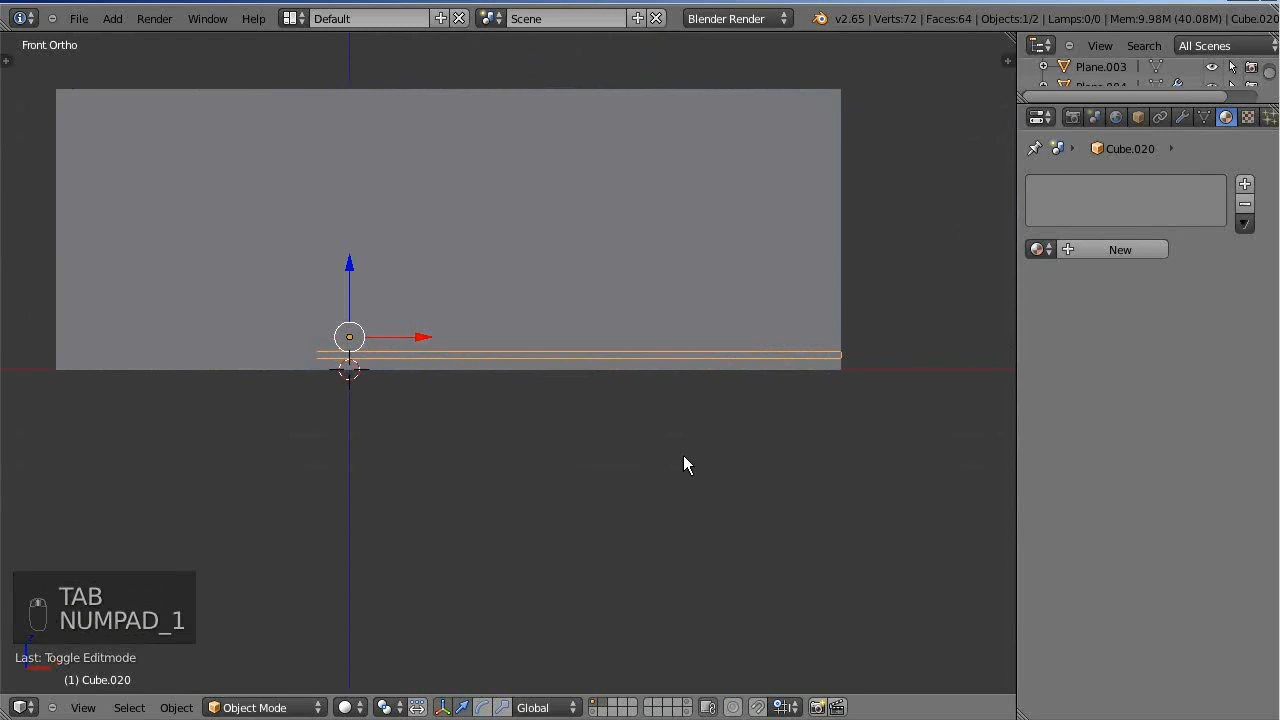 File Add Render Window Help Default Scene Blender Render v2.65 | Verts:72 | Faces:64 | Objects:1/2 | Lamps:0/0 | Mem:9.98M (40.08M) | Cube.020
Front Ortho
View Search All Scenes
Plane.003
Cube.020
New
TAB
NUMPAD_1
Last: Toggle Editmode
(1) Cube.020
View Select Object Object Mode Global